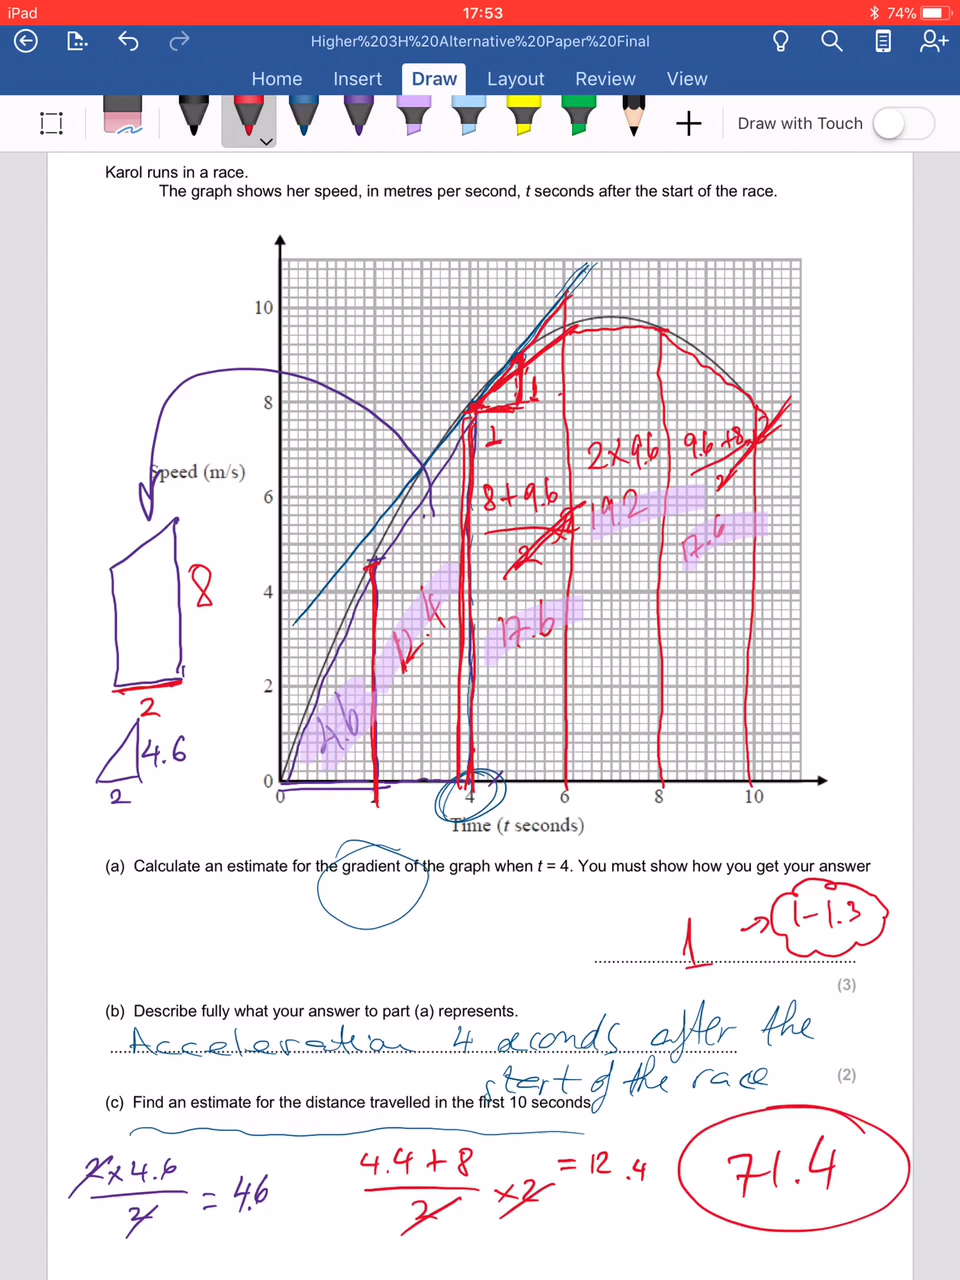 iPad 17:53 74%
Higher%203H%20Alternative%20Paper%20Final
Home Insert Draw Layout Review View
Draw with Touch
Karol runs in a race.
The graph shows her speed, in metres per second, t seconds after the start of the race.
10
8
6
4
2
0
Speed (m/s)
0 2 4 6 8 10
Time (t seconds)
1
1
8+9.6
2
2×9.6
9.6+8
2
19.2
17.6
12.4
17.6
4.6
8
2
4.6
2
(a) Calculate an estimate for the gradient of the graph when t = 4. You must show how you get your answer
1 → 1-1.3
(3)
(b) Describe fully what your answer to part (a) represents.
Acceleration 4 seconds after the
start of the race
(2)
(c) Find an estimate for the distance travelled in the first 10 seconds
2×4.6
2
= 4.6
4.4+8
2
×2
= 12.4
71.4